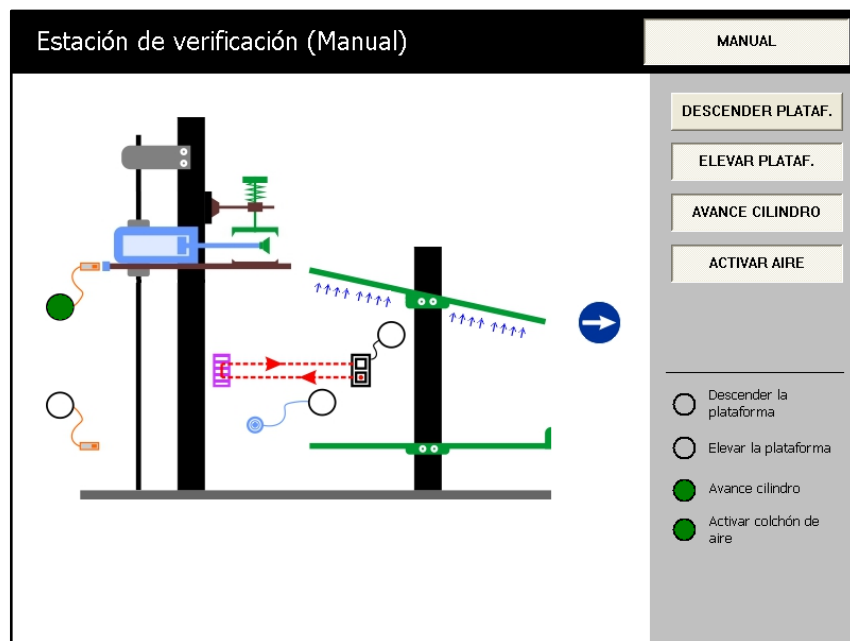 Estación de verificación (Manual)
MANUAL
DESCENDER PLATAF.
ELEVAR PLATAF.
AVANCE CILINDRO
ACTIVAR AIRE
Descender la
plataforma
Elevar la plataforma
Avance cilindro
Activar colchón de
aire